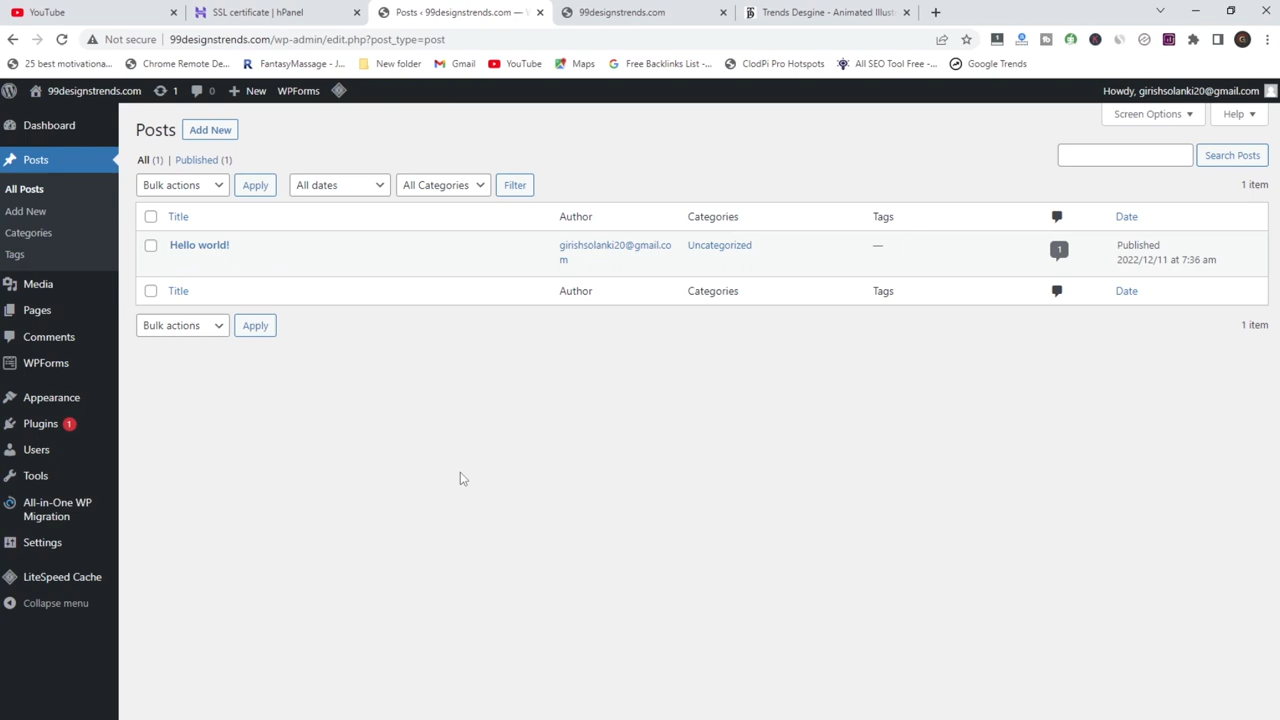 YouTube
SSL certificate | hPanel
Posts ‹ 99designstrends.com — W
99designstrends.com
Trends Desgine - Animated Illust
Not secure 99designstrends.com/wp-admin/edit.php?post_type=post
25 best motivationa...
Chrome Remote De...
FantasyMassage - J...
New folder
Gmail
YouTube
Maps
Free Backlinks List -...
ClodPi Pro Hotspots
All SEO Tool Free -...
Google Trends
99designstrends.com 1 0 New WPForms
Howdy, girishsolanki20@gmail.com
Dashboard
Posts
All Posts
Add New
Categories
Tags
Media
Pages
Comments
WPForms
Appearance
Plugins 1
Users
Tools
All-in-One WP
Migration
Settings
LiteSpeed Cache
Collapse menu
Screen Options
Help
Posts Add New
All (1) | Published (1)
Search Posts
Bulk actions Apply All dates All Categories Filter
1 item
Title Author Categories Tags Date
Hello world!
girishsolanki20@gmail.co
m
Uncategorized
—
1
Published
2022/12/11 at 7:36 am
Title Author Categories Tags Date
Bulk actions Apply
1 item